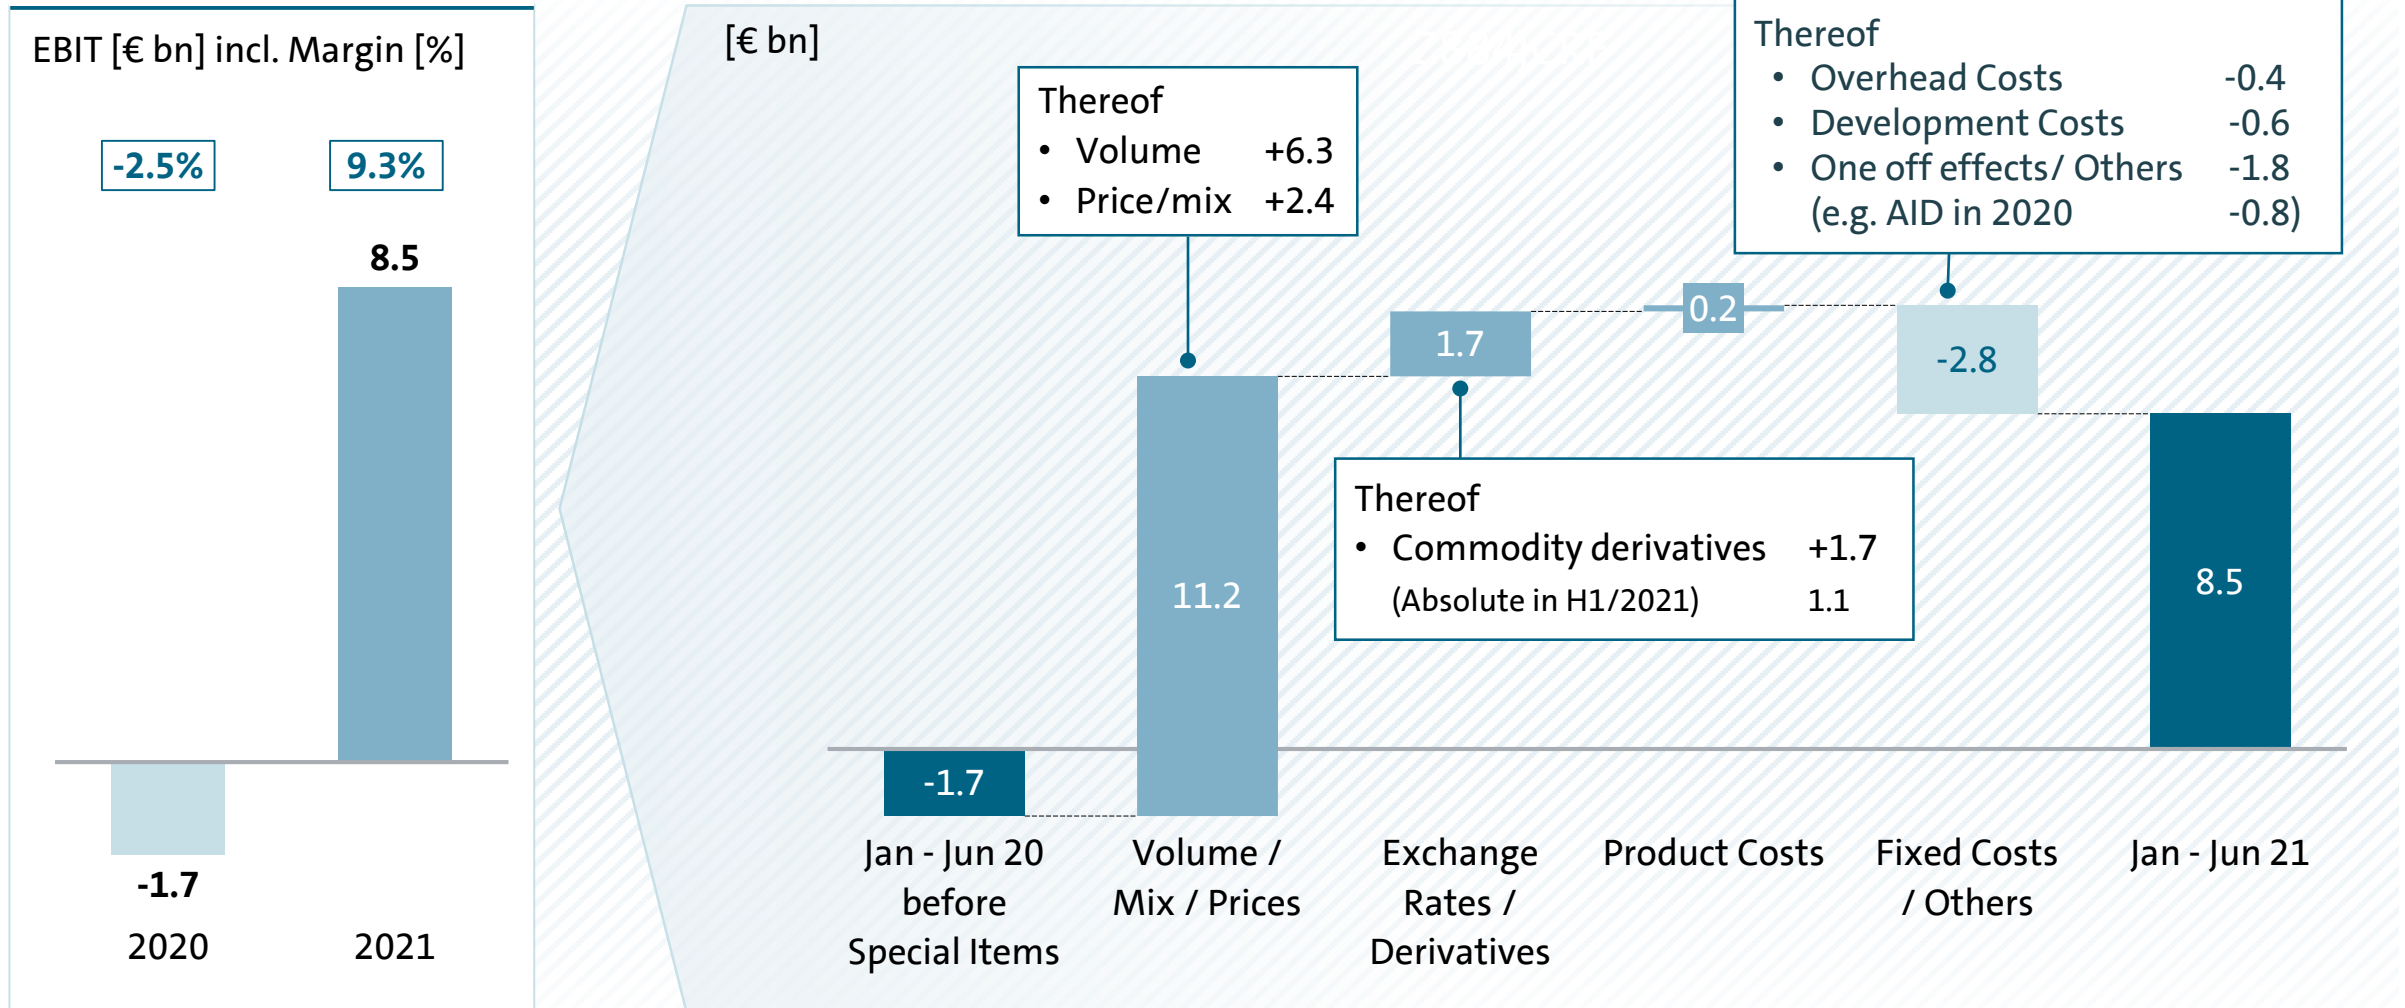 EBIT [€ bn] incl. Margin [%]
-2.5%
9.3%
8.5
-1.7
2020
2021
[€ bn]
Thereof
• Volume +6.3
• Price/mix +2.4
Thereof
• Overhead Costs -0.4
• Development Costs -0.6
• One off effects/ Others -1.8
(e.g. AID in 2020 -0.8)
-1.7
11.2
1.7
0.2
-2.8
8.5
Thereof
• Commodity derivatives +1.7
(Absolute in H1/2021) 1.1
Jan - Jun 20
before
Special Items
Volume /
Mix / Prices
Exchange
Rates /
Derivatives
Product Costs
Fixed Costs
/ Others
Jan - Jun 21